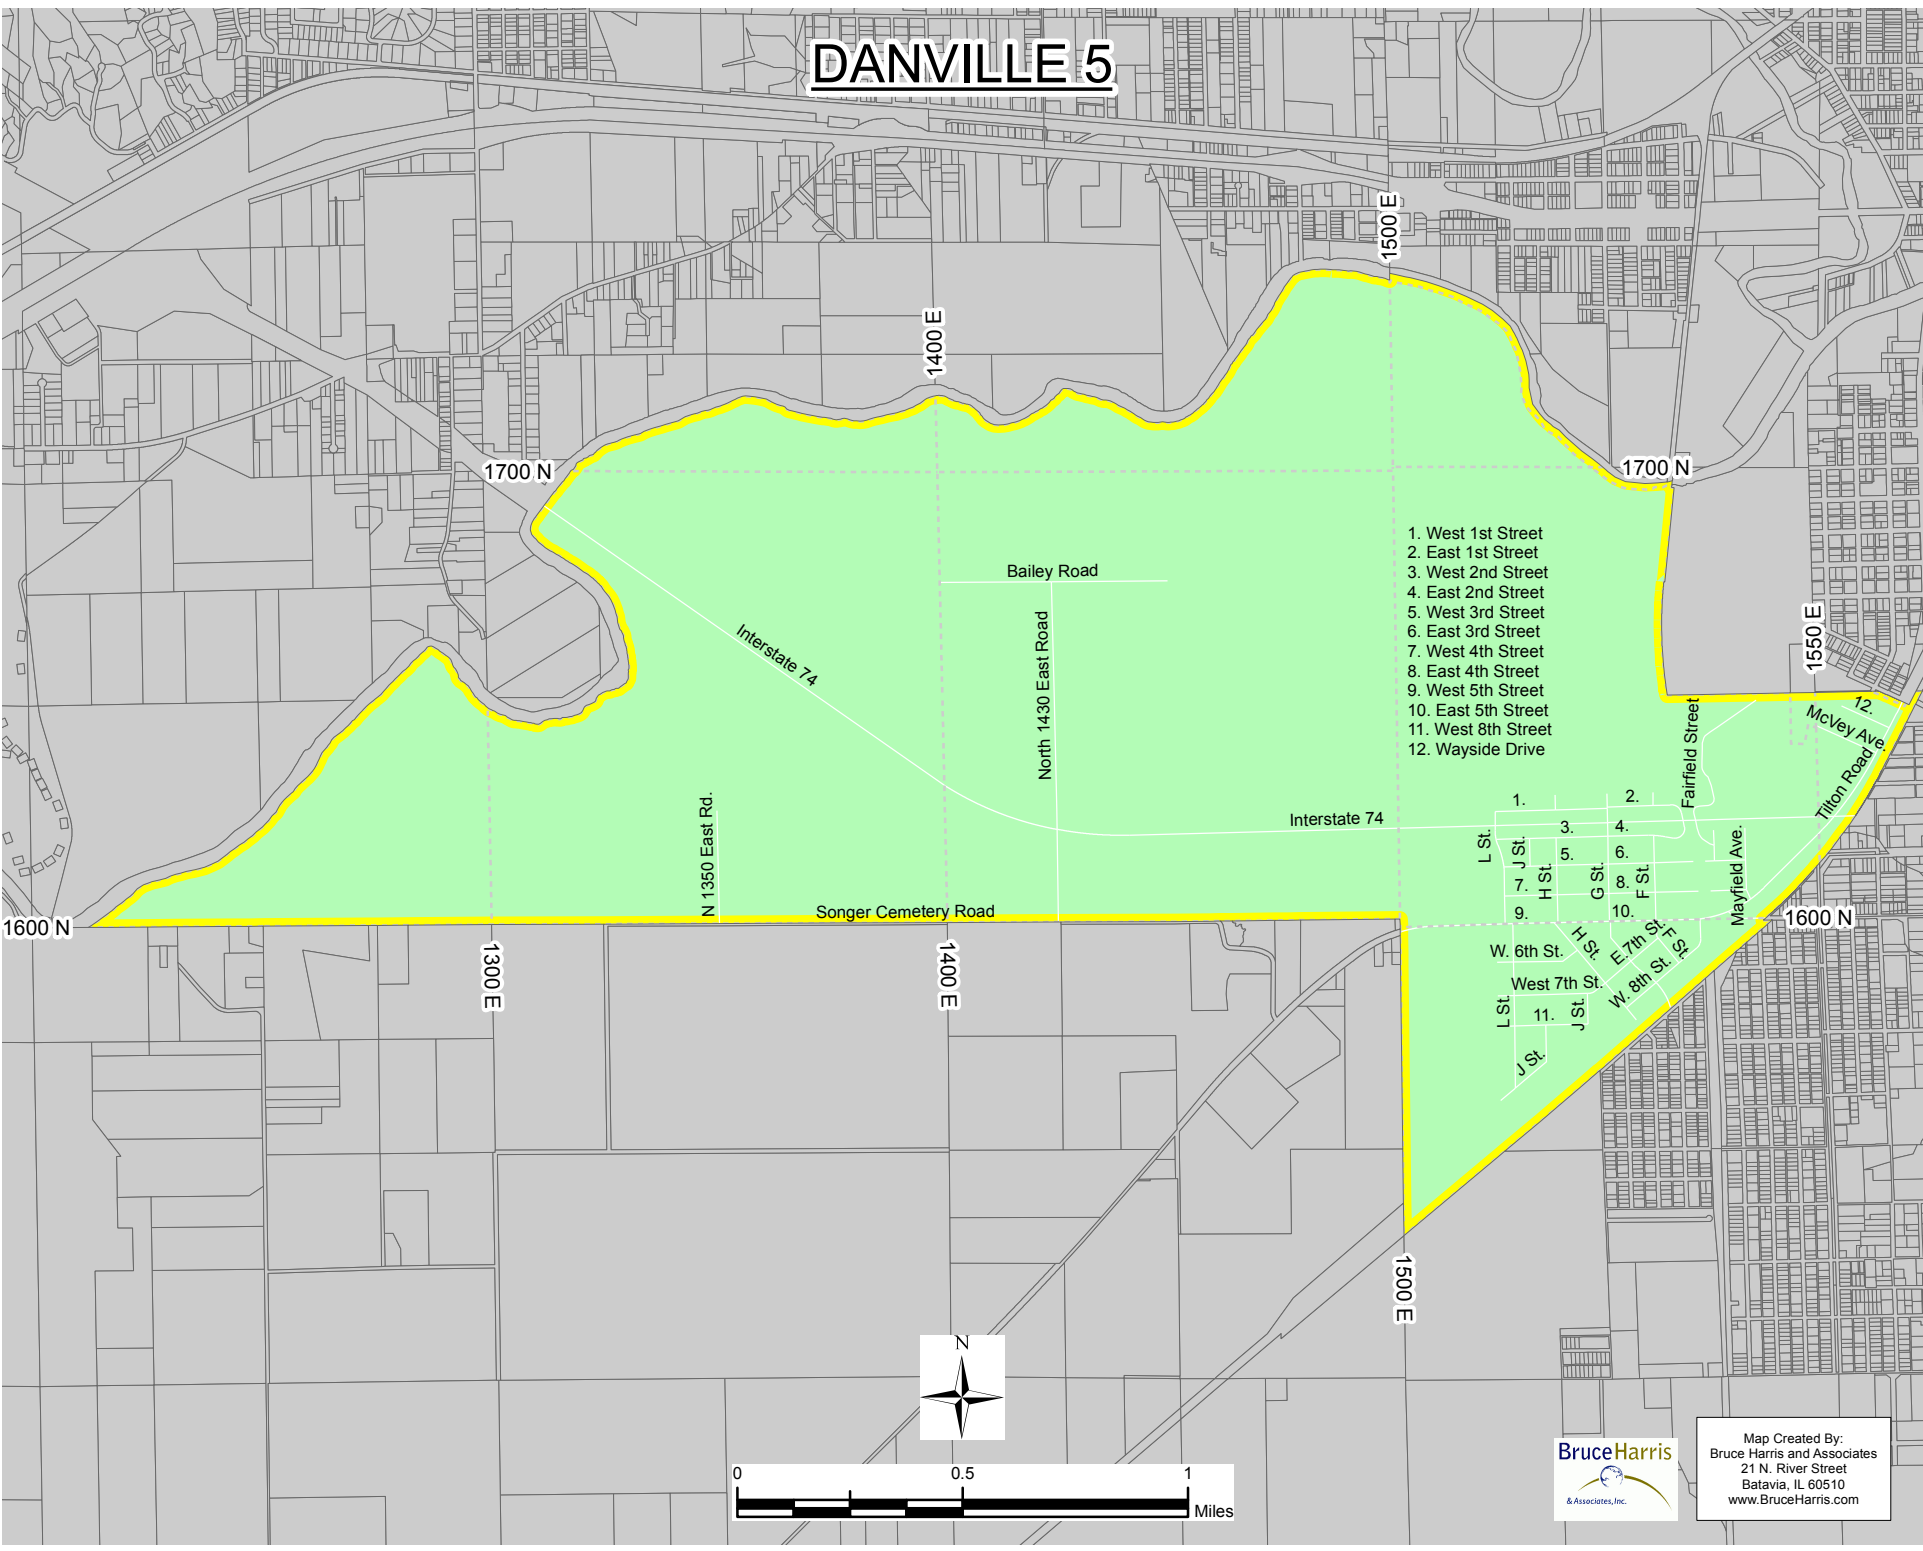 DANVILLE 5
1500 E
1400 E
1700 N
1700 N
1. West 1st Street
2. East 1st Street
3. West 2nd Street
4. East 2nd Street
5. West 3rd Street
6. East 3rd Street
7. West 4th Street
8. East 4th Street
9. West 5th Street
10. East 5th Street
11. West 8th Street
12. Wayside Drive
Bailey Road
Interstate 74
North 1430 East Road
1550 E
12.
McVey Ave.
Tilton Road
Fairfield Street
N 1350 East Rd.
Interstate 74
1.
2.
3.
4.
L St.
J St.
5.
6.
H St.
G St.
F St.
7.
8.
Mayfield Ave.
9.
10.
Songer Cemetery Road
1600 N
1600 N
1300 E
1400 E
W. 6th St.
H St.
E. 7th St.
F St.
West 7th St.
W. 8th St.
L St.
11.
J St.
J St.
1500 E
N
0
0.5
1
Miles
BruceHarris
& Associates, Inc.
Map Created By:
Bruce Harris and Associates
21 N. River Street
Batavia, IL 60510
www.BruceHarris.com